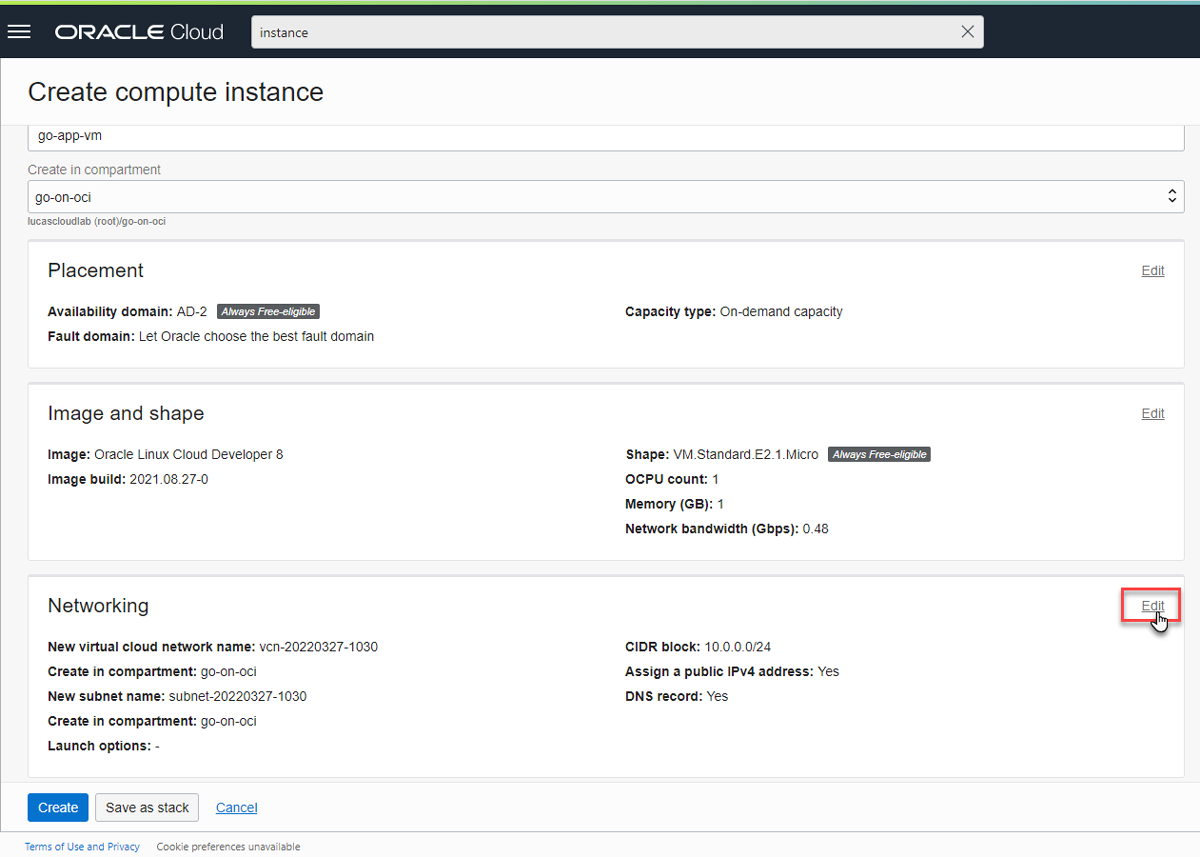 ORACLE Cloud
instance
Create compute instance
go-app-vm
Create in compartment
go-on-oci
lucascloudlab (root)/go-on-oci
Placement
Edit
Availability domain: AD-2 Always Free-eligible
Capacity type: On-demand capacity
Fault domain: Let Oracle choose the best fault domain
Image and shape
Edit
Image: Oracle Linux Cloud Developer 8
Image build: 2021.08.27-0
Shape: VM.Standard.E2.1.Micro Always Free-eligible
OCPU count: 1
Memory (GB): 1
Network bandwidth (Gbps): 0.48
Networking
Edit
New virtual cloud network name: vcn-20220327-1030
Create in compartment: go-on-oci
New subnet name: subnet-20220327-1030
Create in compartment: go-on-oci
Launch options: -
CIDR block: 10.0.0.0/24
Assign a public IPv4 address: Yes
DNS record: Yes
Create
Save as stack
Cancel
Terms of Use and Privacy
Cookie preferences unavailable